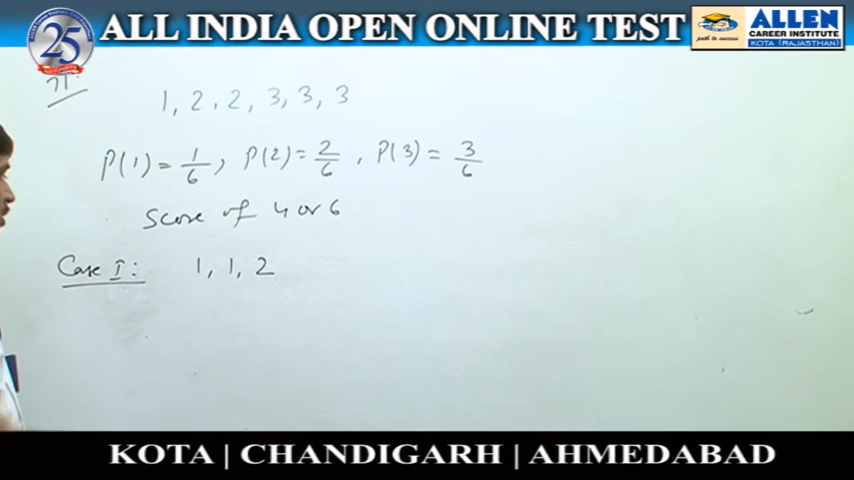 ALL INDIA OPEN ONLINE TEST
25
path to success
ALLEN
CAREER INSTITUTE
KOTA (RAJASTHAN)
1, 2, 2, 3, 3, 3
P(1) = 1/6, P(2) = 2/6, P(3) = 3/6
Score of 4 or 6
Case I: 1, 1, 2
KOTA | CHANDIGARH | AHMEDABAD